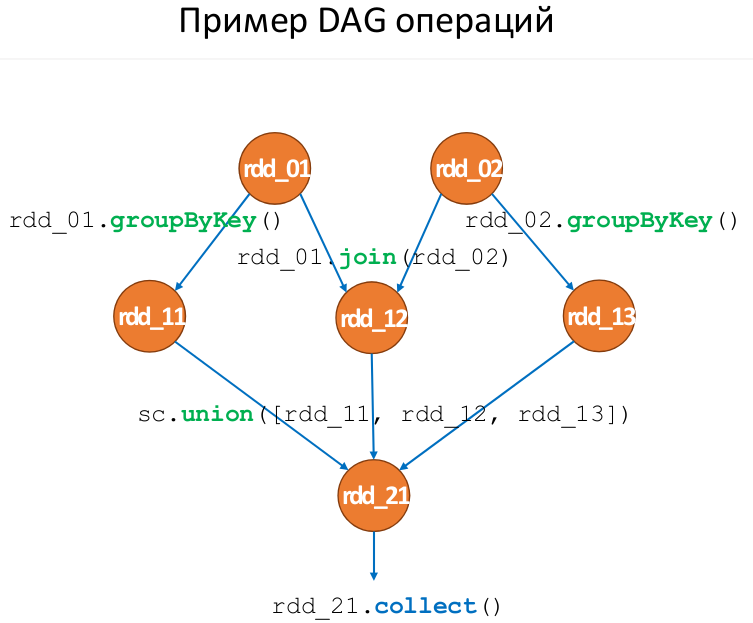 Пример DAG операций
rdd_01
rdd_02
rdd_01.groupByKey()
rdd_02.groupByKey()
rdd_01.join(rdd_02)
rdd_11
rdd_12
rdd_13
sc.union([rdd_11, rdd_12, rdd_13])
rdd_21
rdd_21.collect()